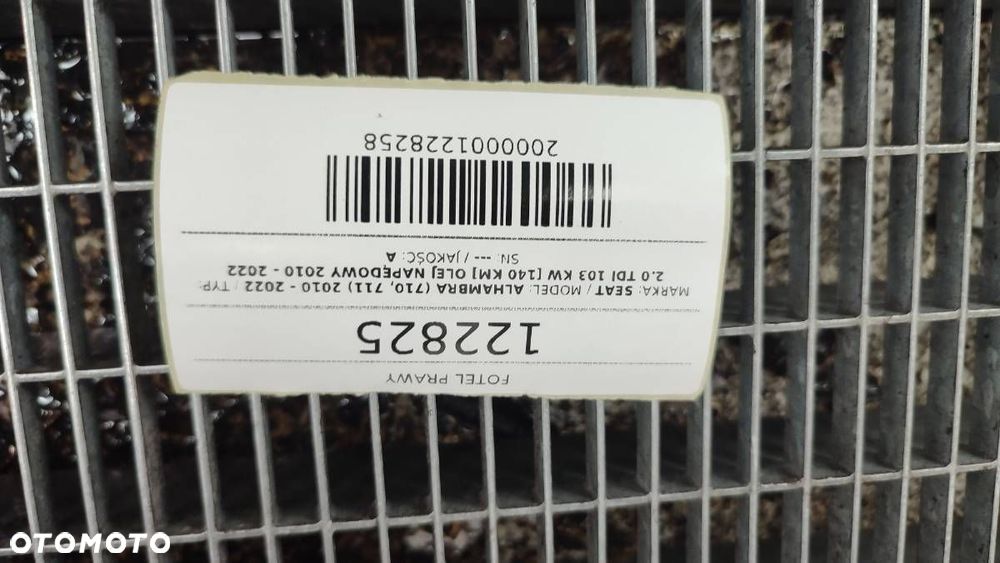 FOTEL PRAWY
122825
MARKA: SEAT / MODEL: ALHAMBRA (710, 711) 2010 - 2022 / TYP:
2.0 TDI 103 KW [140 KM] OLEJ NAPĘDOWY 2010 - 2022
SN: --- / JAKOŚĆ: A
2000001228258
OTOMOTO